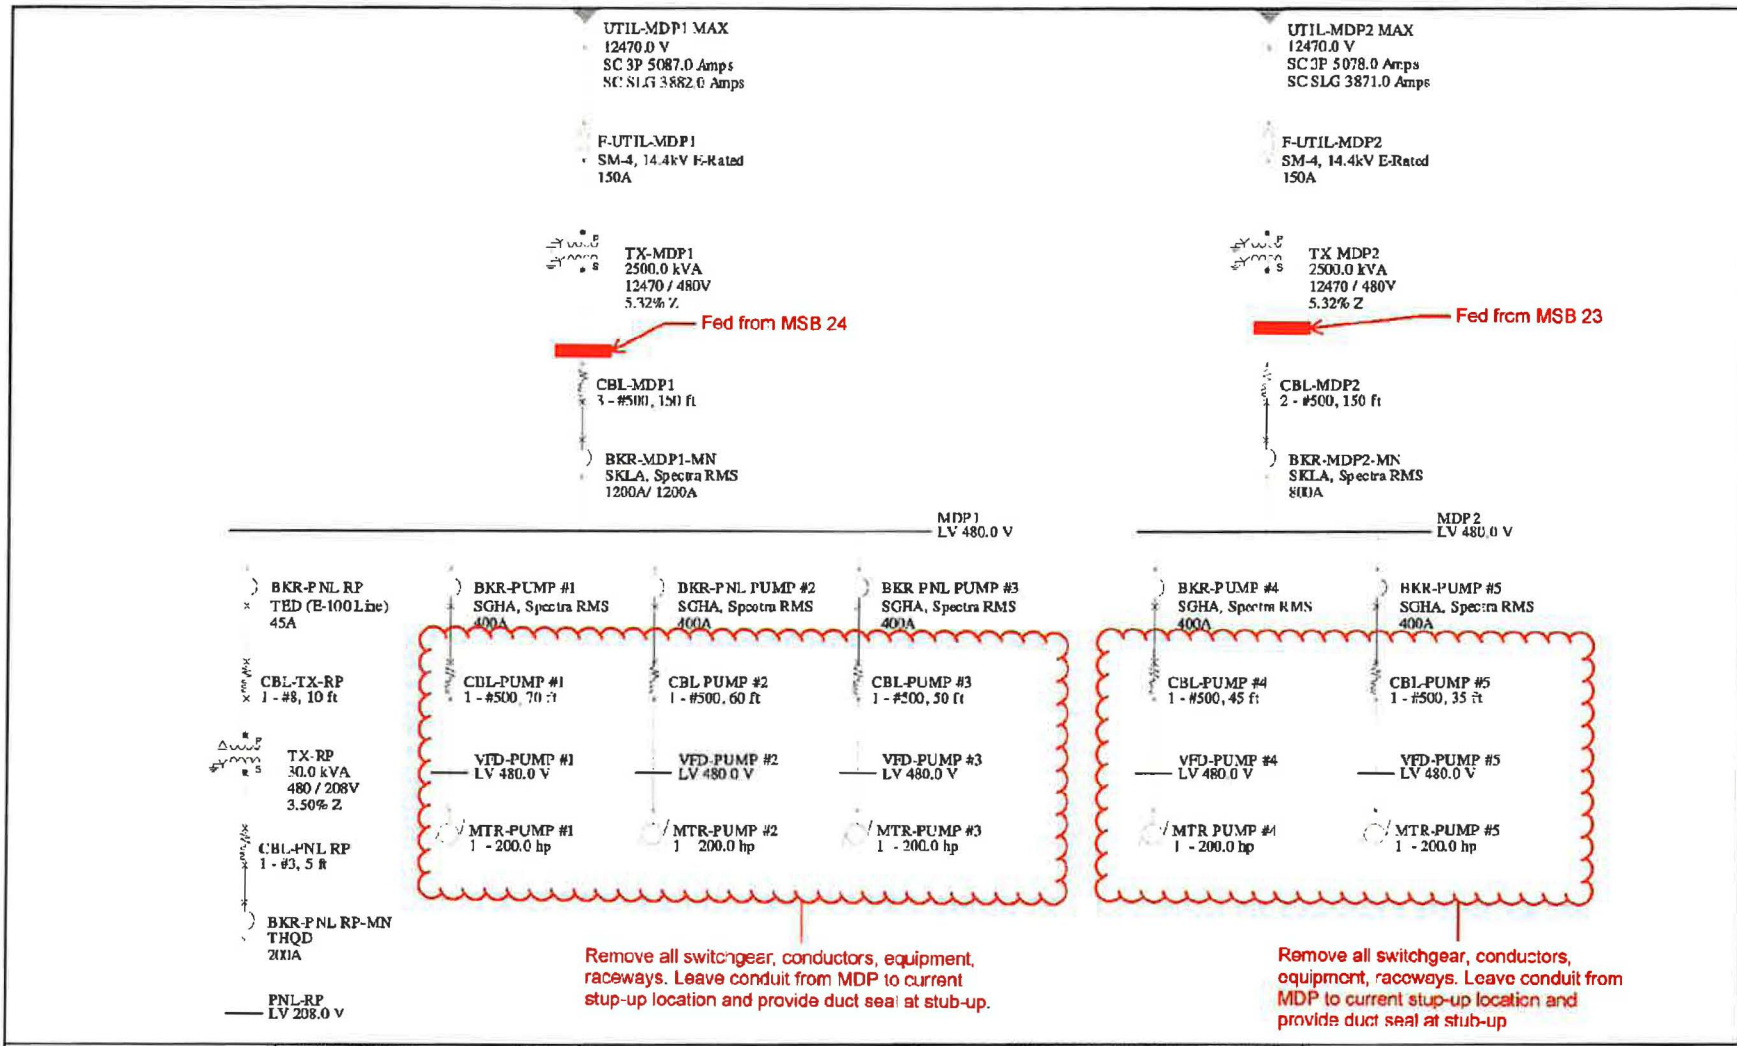 UTIL-MDP1 MAX
12470.0 V
SC 3P 5087.0 Amps
SC SLG 3882.0 Amps
UTIL-MDP2 MAX
12470.0 V
SC 3P 5078.0 Amps
SC SLG 3871.0 Amps
F-UTIL-MDP1
SM-4, 14.4kV E-Rated
150A
F-UTIL-MDP2
SM-4, 14.4kV E-Rated
150A
P
S
TX-MDP1
2500.0 kVA
12470 / 480V
5.32% Z
P
S
TX MDP2
2500.0 kVA
12470 / 480V
5.32% Z
Fed from MSB 24
Fed from MSB 23
CBL-MDP1
3 - #500, 150 ft
CBL-MDP2
2 - #500, 150 ft
BKR-MDP1-MN
SKLA, Spectra RMS
1200A/ 1200A
BKR-MDP2-MN
SKLA, Spectra RMS
800A
MDP1
LV 480.0 V
MDP2
LV 480.0 V
BKR-PNL RP
TED (E-100 Line)
45A
BKR-PUMP #1
SGHA, Spectra RMS
400A
BKR-PNL PUMP #2
SGHA, Spectra RMS
400A
BKR PNL PUMP #3
SGHA, Spectra RMS
400A
BKR-PUMP #4
SGHA, Spectra RMS
400A
BKR-PUMP #5
SGHA, Spectra RMS
400A
CBL-TX-RP
1 - #8, 10 ft
CBL-PUMP #1
1 - #500, 70 ft
CBL PUMP #2
1 - #500, 60 ft
CBL-PUMP #3
1 - #500, 50 ft
CBL-PUMP #4
1 - #500, 45 ft
CBL-PUMP #5
1 - #500, 35 ft
P
S
TX-RP
30.0 kVA
480 / 208V
3.50% Z
VFD-PUMP #1
LV 480.0 V
VFD-PUMP #2
LV 480.0 V
VFD-PUMP #3
LV 480.0 V
VFD-PUMP #4
LV 480.0 V
VFD-PUMP #5
LV 480.0 V
CBL-PNL RP
1 - #3, 5 ft
MTR-PUMP #1
1 - 200.0 hp
MTR-PUMP #2
1 - 200.0 hp
MTR-PUMP #3
1 - 200.0 hp
MTR PUMP #4
1 - 200.0 hp
MTR-PUMP #5
1 - 200.0 hp
BKR-PNL RP-MN
THQD
200A
PNL-RP
LV 208.0 V
Remove all switchgear, conductors, equipment,
raceways. Leave conduit from MDP to current
stup-up location and provide duct seal at stub-up.
Remove all switchgear, conductors,
equipment, raceways. Leave conduit from
MDP to current stup-up location and
provide duct seal at stub-up